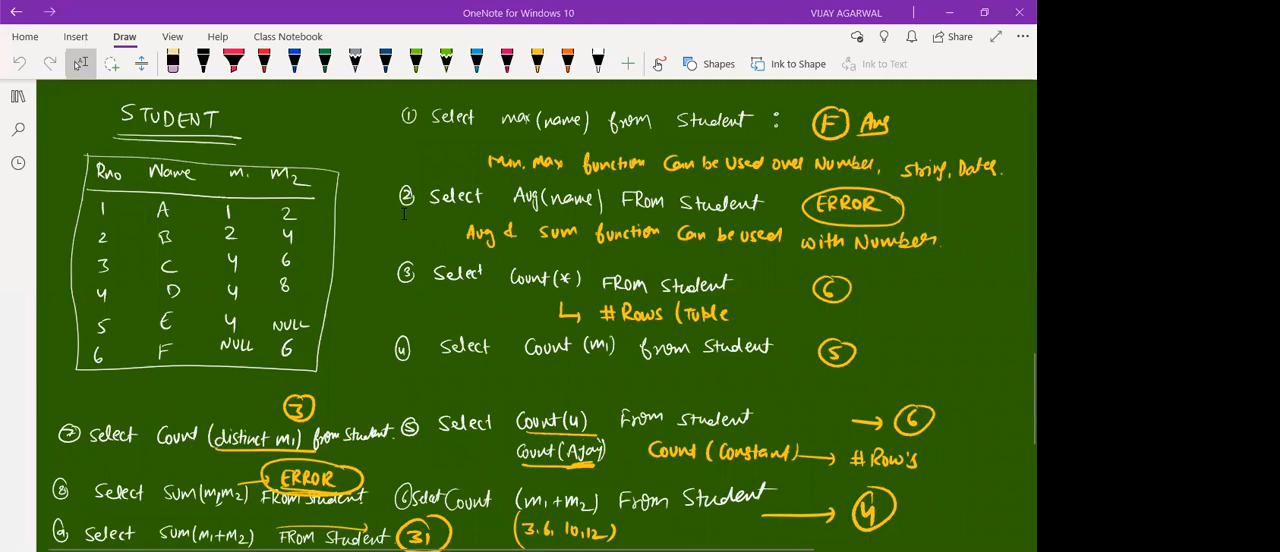 OneNote for Windows 10
VIJAY AGARWAL
Home Insert Draw View Help Class Notebook
Share
Shapes Ink to Shape Ink to Text
STUDENT
Rno Name m1 m2
1 A 1 2
2 B 2 4
3 C 4 6
4 D 4 8
5 E 4 NULL
6 F NULL 6
① Select max(name) from Student : F Ans
Min, Max function Can be Used over Number, String, Dates.
② Select Avg(name) FROM Student ERROR
Avg & sum function Can be used with Number.
③ Select Count(*) FROM Student 6
↳ #Rows (Tuple
④ Select Count (m1) from Student 5
⑤ Select Count(4) From Student → 6
Count(Ajay) Count (Constant) → #Row's
⑥ Select Count (m1+m2) From Student → 4
(3, 6, 10, 12)
⑦ Select Count (distinct m1) from Student. 3
⑧ Select SUM(m1,m2) FROM Student ERROR
⑨ Select SUM(m1+m2) FROM Student 31